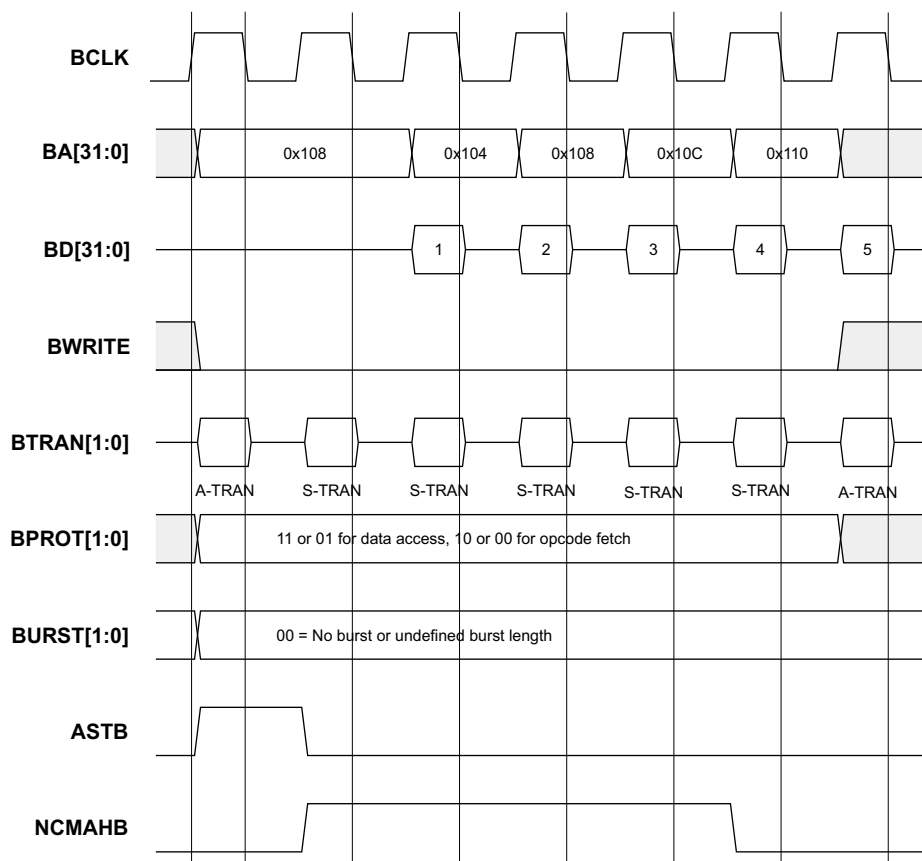 BCLK
BA[31:0] 0x108 0x104 0x108 0x10C 0x110
BD[31:0] 1 2 3 4 5
BWRITE
BTRAN[1:0]
A-TRAN S-TRAN S-TRAN S-TRAN S-TRAN S-TRAN A-TRAN
BPROT[1:0] 11 or 01 for data access, 10 or 00 for opcode fetch
BURST[1:0] 00 = No burst or undefined burst length
ASTB
NCMAHB